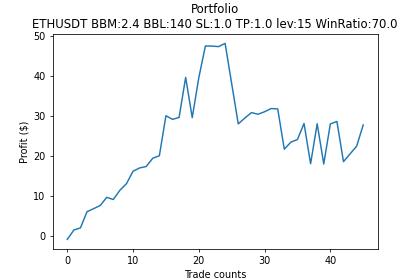 Portfolio
ETHUSDT BBM:2.4 BBL:140 SL:1.0 TP:1.0 lev:15 WinRatio:70.0
50
40
30
20
10
0
Profit ($)
0 10 20 30 40
Trade counts